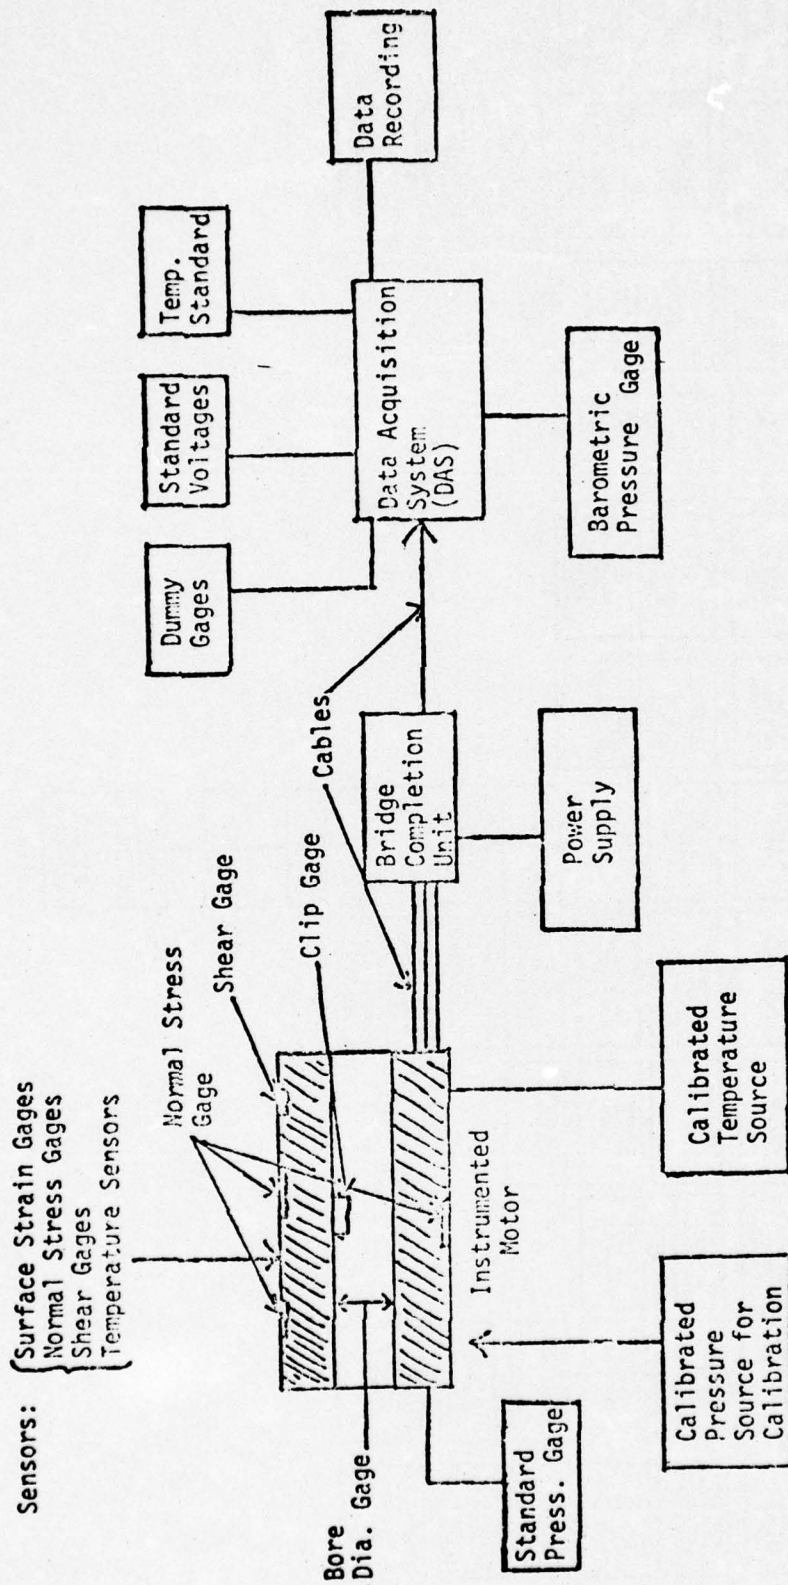 Sensors:
Surface Strain Gages
Normal Stress Gages
Shear Gages
Temperature Sensors
Normal Stress
Gage
Shear Gage
Clip Gage
Cables
Bore
Dia. Gage
Instrumented
Motor
Standard
Press. Gage
Calibrated
Pressure
Source for
Calibration
Calibrated
Temperature
Source
Bridge
Completion
Unit
Power
Supply
Dummy
Gages
Standard
Voltages
Temp.
Standard
Data Acquisition
System
(DAS)
Data
Recording
Barometric
Pressure Gage